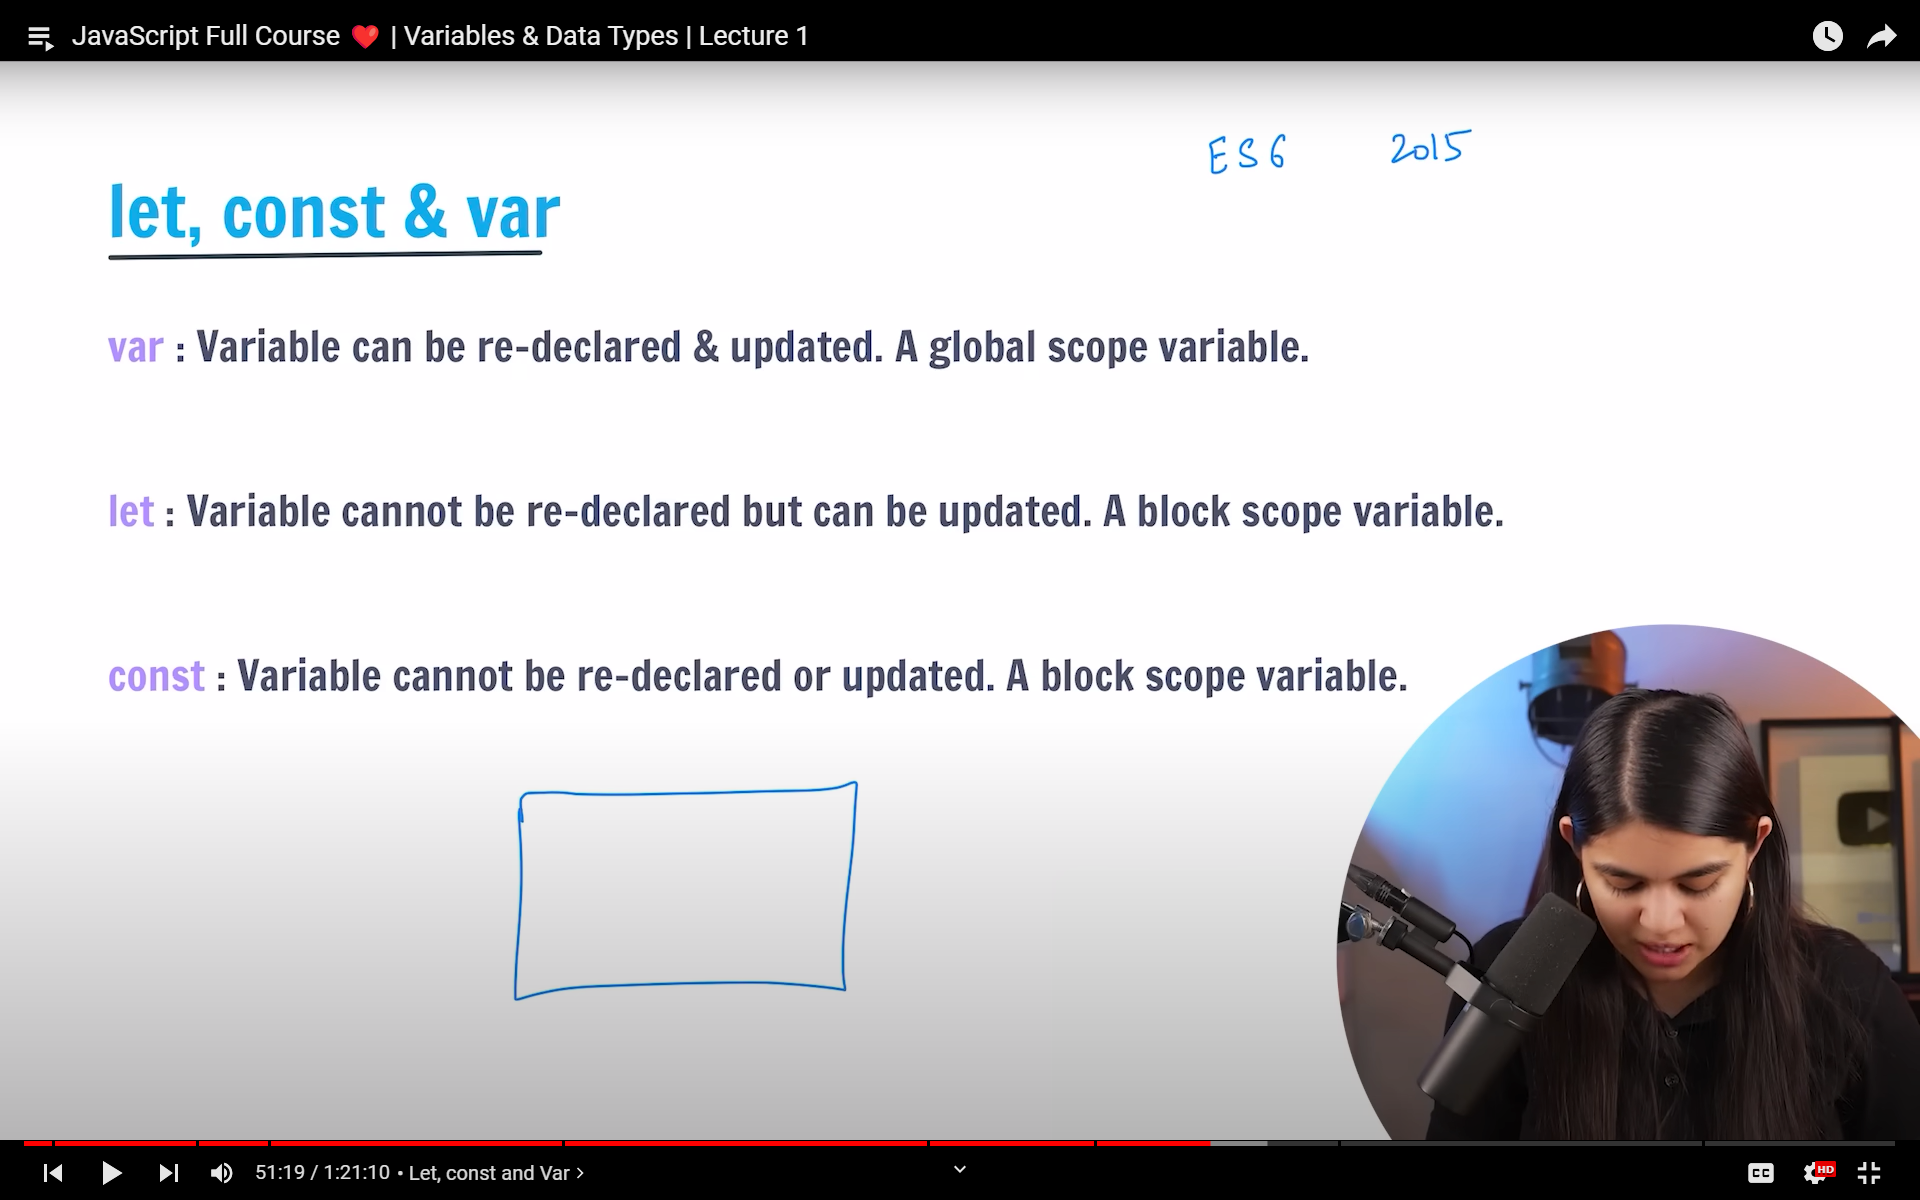 JavaScript Full Course ❤️ | Variables & Data Types | Lecture 1
ES6 2015
let, const & var
var : Variable can be re-declared & updated. A global scope variable.
let : Variable cannot be re-declared but can be updated. A block scope variable.
const : Variable cannot be re-declared or updated. A block scope variable.
51:19 / 1:21:10 • Let, const and Var ›
CC HD